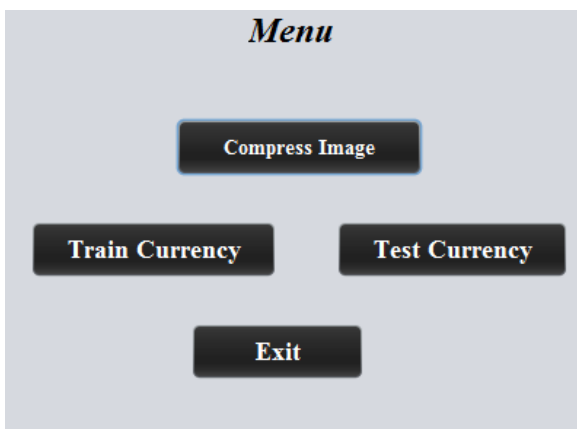 Menu
Compress Image
Train Currency
Test Currency
Exit